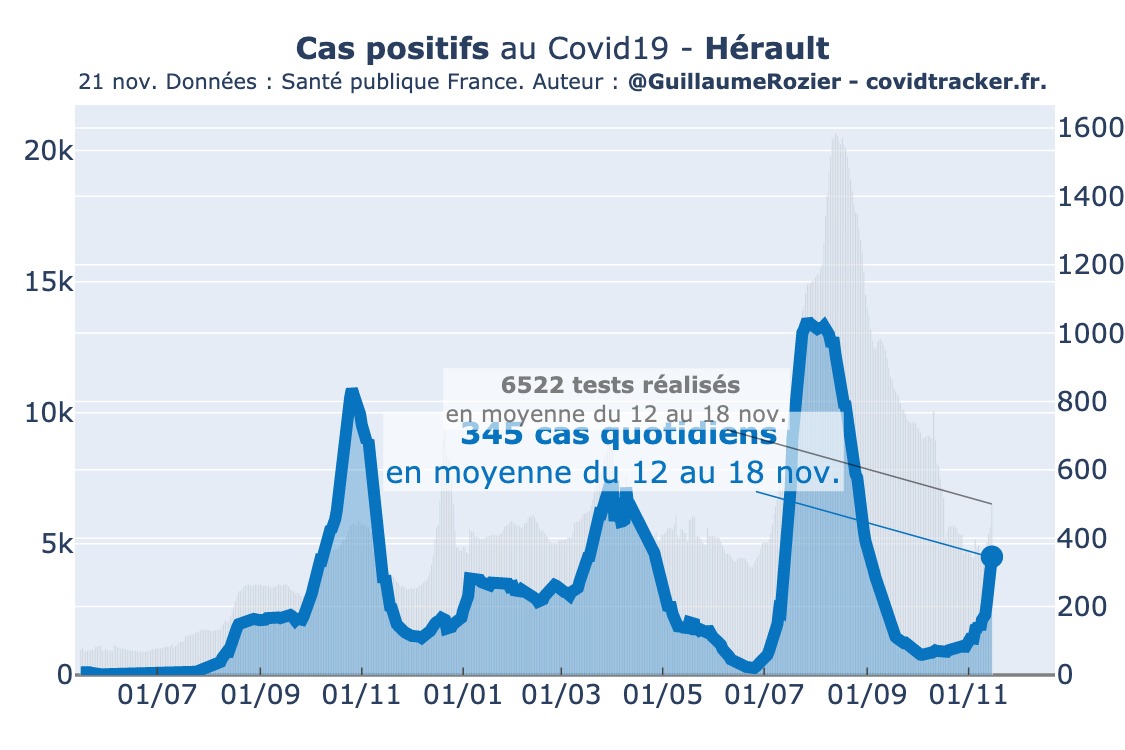 Cas positifs au Covid19 - Hérault
21 nov. Données : Santé publique France. Auteur : @GuillaumeRozier - covidtracker.fr.
20k
15k
10k
5k
0
1600
1400
1200
1000
800
600
400
200
0
6522 tests réalisés
en moyenne du 12 au 18 nov.
345 cas quotidiens
en moyenne du 12 au 18 nov.
01/07 01/09 01/11 01/01 01/03 01/05 01/07 01/09 01/11